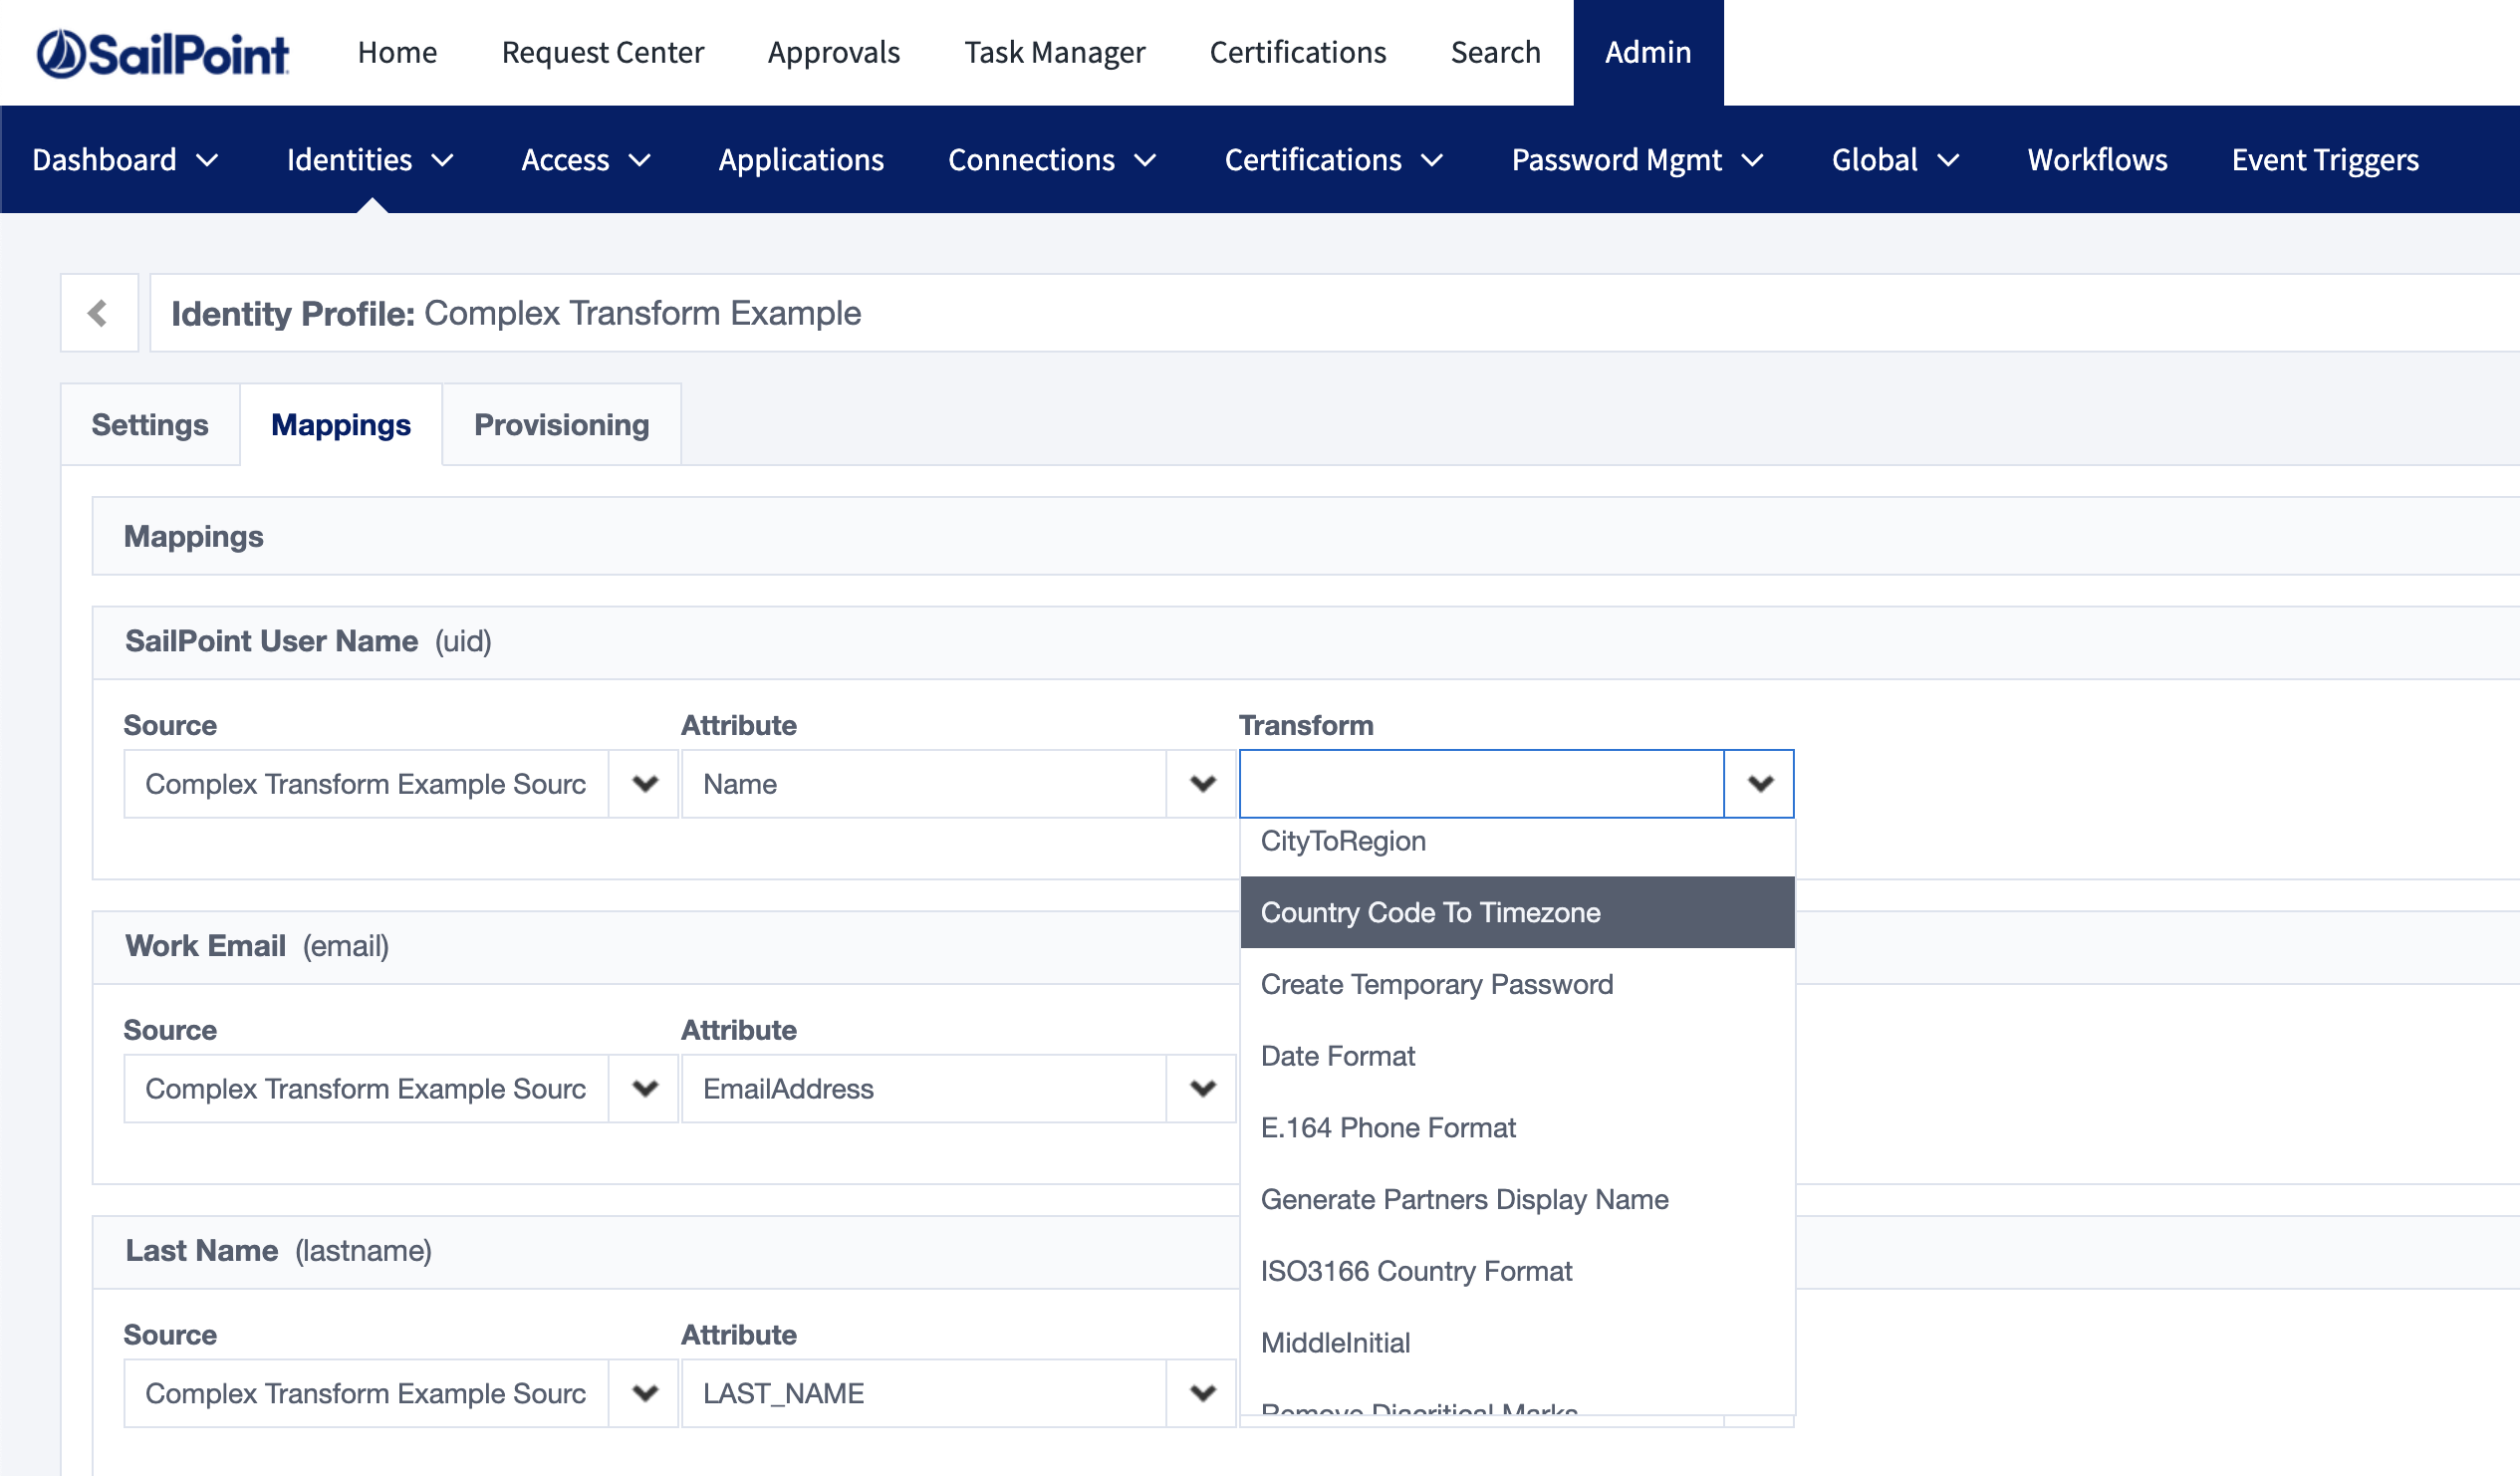 SailPoint Home Request Center Approvals Task Manager Certifications Search Admin
Dashboard Identities Access Applications Connections Certifications Password Mgmt Global Workflows Event Triggers
Identity Profile: Complex Transform Example
Settings Mappings Provisioning
Mappings
SailPoint User Name (uid)
Source Attribute Transform
Complex Transform Example Sourc Name
CityToRegion
Country Code To Timezone
Create Temporary Password
Date Format
E.164 Phone Format
Generate Partners Display Name
ISO3166 Country Format
MiddleInitial
Remove Diacritical Marks
Work Email (email)
Source Attribute
Complex Transform Example Sourc EmailAddress
Last Name (lastname)
Source Attribute
Complex Transform Example Sourc LAST_NAME